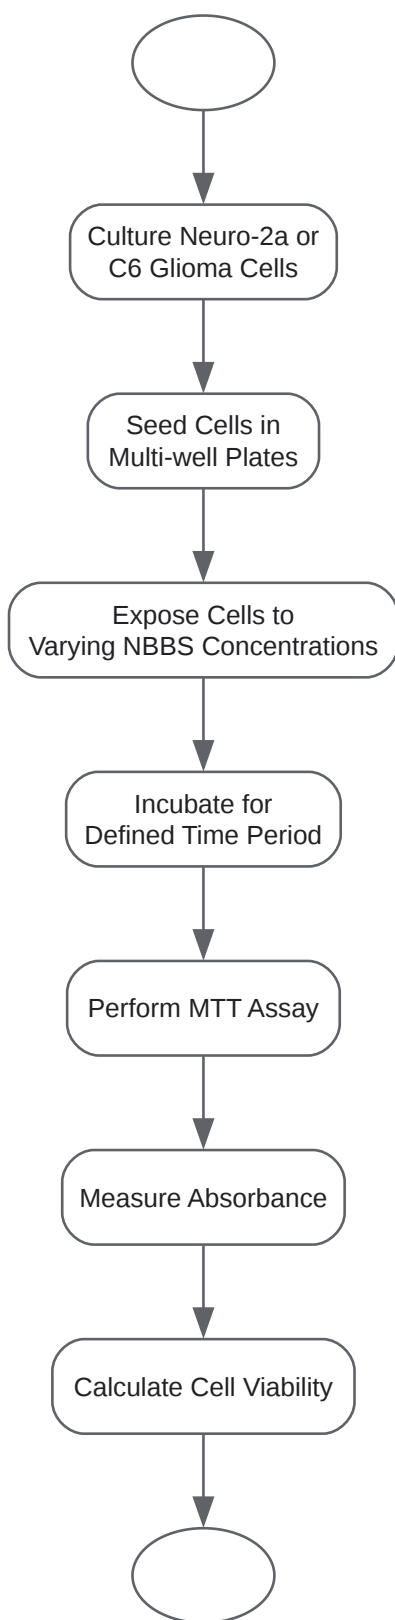 Culture Neuro-2a or
C6 Glioma Cells
Seed Cells in
Multi-well Plates
Expose Cells to
Varying NBBS Concentrations
Incubate for
Defined Time Period
Perform MTT Assay
Measure Absorbance
Calculate Cell Viability